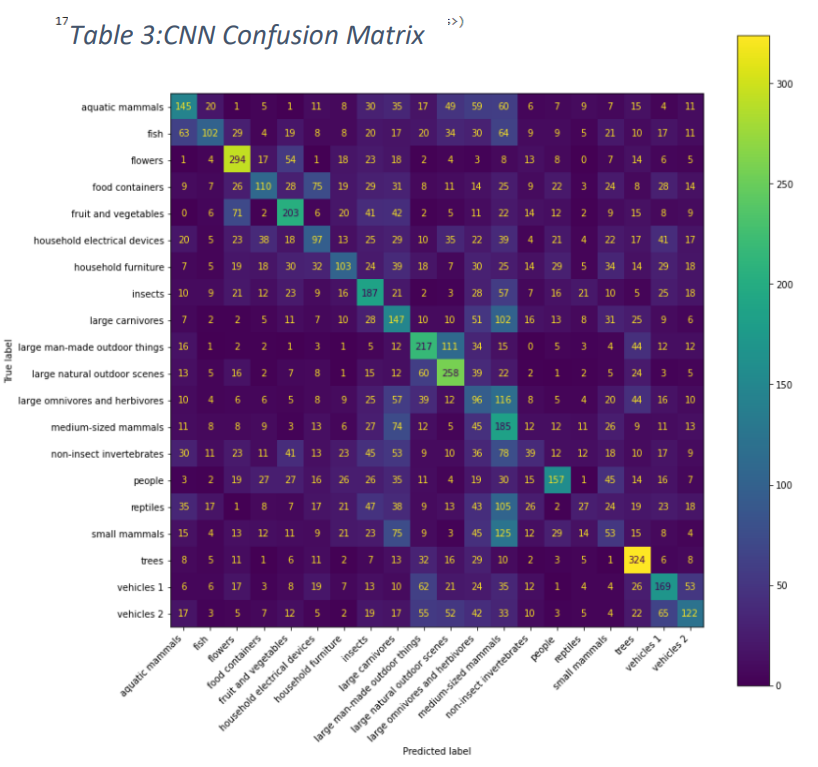 17 Table 3:CNN Confusion Matrix ;>)
True label
aquatic mammals 145 20 1 5 1 11 8 30 35 17 49 59 60 6 7 9 7 15 4 11
fish 63 102 29 4 19 8 8 20 17 20 34 30 64 9 9 5 21 10 17 11
flowers 1 4 294 17 54 1 18 23 18 2 4 3 8 13 8 0 7 14 6 5
food containers 9 7 26 110 28 75 19 29 31 8 11 14 25 9 22 3 24 8 28 14
fruit and vegetables 0 6 71 2 203 6 20 41 42 2 5 11 22 14 12 2 9 15 8 9
household electrical devices 20 5 23 38 18 97 13 25 29 10 35 22 39 4 21 4 22 17 41 17
household furniture 7 5 19 18 30 32 103 24 39 18 7 30 25 14 29 5 34 14 29 18
insects 10 9 21 12 23 9 16 187 21 2 3 28 57 7 16 21 10 5 25 18
large carnivores 7 2 2 5 11 7 10 28 147 10 10 51 102 16 13 8 31 25 9 6
large man-made outdoor things 16 1 2 2 1 3 1 5 12 217 111 34 15 0 5 3 4 44 12 12
large natural outdoor scenes 13 5 16 2 7 8 1 15 12 60 258 39 22 2 1 2 5 24 3 5
large omnivores and herbivores 10 4 6 6 5 8 9 25 57 39 12 96 116 8 5 4 20 44 16 10
medium-sized mammals 11 8 8 9 3 13 6 27 74 12 5 45 185 12 12 11 26 9 11 13
non-insect invertebrates 30 11 23 11 41 13 23 45 53 9 10 36 78 39 12 12 18 10 17 9
people 3 2 19 27 27 16 26 26 35 11 4 19 30 15 157 1 45 14 16 7
reptiles 35 17 1 8 7 17 21 47 38 9 13 43 105 26 2 27 24 19 23 18
small mammals 15 4 13 12 11 9 21 23 75 9 3 45 125 12 29 14 53 15 8 4
trees 8 5 11 1 6 11 2 7 13 32 16 29 10 2 3 5 1 324 6 8
vehicles 1 6 6 17 3 8 19 7 13 10 62 21 24 35 12 1 4 4 26 169 53
vehicles 2 17 3 5 7 12 5 2 19 17 55 52 42 33 10 3 5 4 22 65 122
aquatic mammals
fish
flowers
food containers
fruit and vegetables
household electrical devices
household furniture
insects
large carnivores
large man-made outdoor things
large natural outdoor scenes
large omnivores and herbivores
medium-sized mammals
non-insect invertebrates
people
reptiles
small mammals
trees
vehicles 1
vehicles 2
Predicted label
300
250
200
150
100
50
0